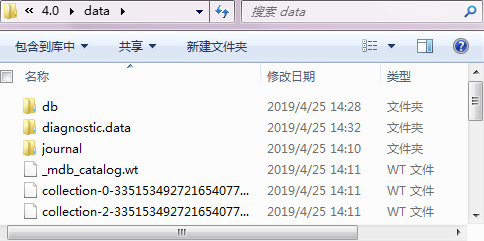 « 4.0 ▸ data ▸ 搜索 data
包含到库中 共享 新建文件夹
名称 修改日期 类型
db 2019/4/25 14:28 文件夹
diagnostic.data 2019/4/25 14:32 文件夹
journal 2019/4/25 14:10 文件夹
_mdb_catalog.wt 2019/4/25 14:11 WT 文件
collection-0-335153492721654077... 2019/4/25 14:11 WT 文件
collection-2-335153492721654077... 2019/4/25 14:11 WT 文件